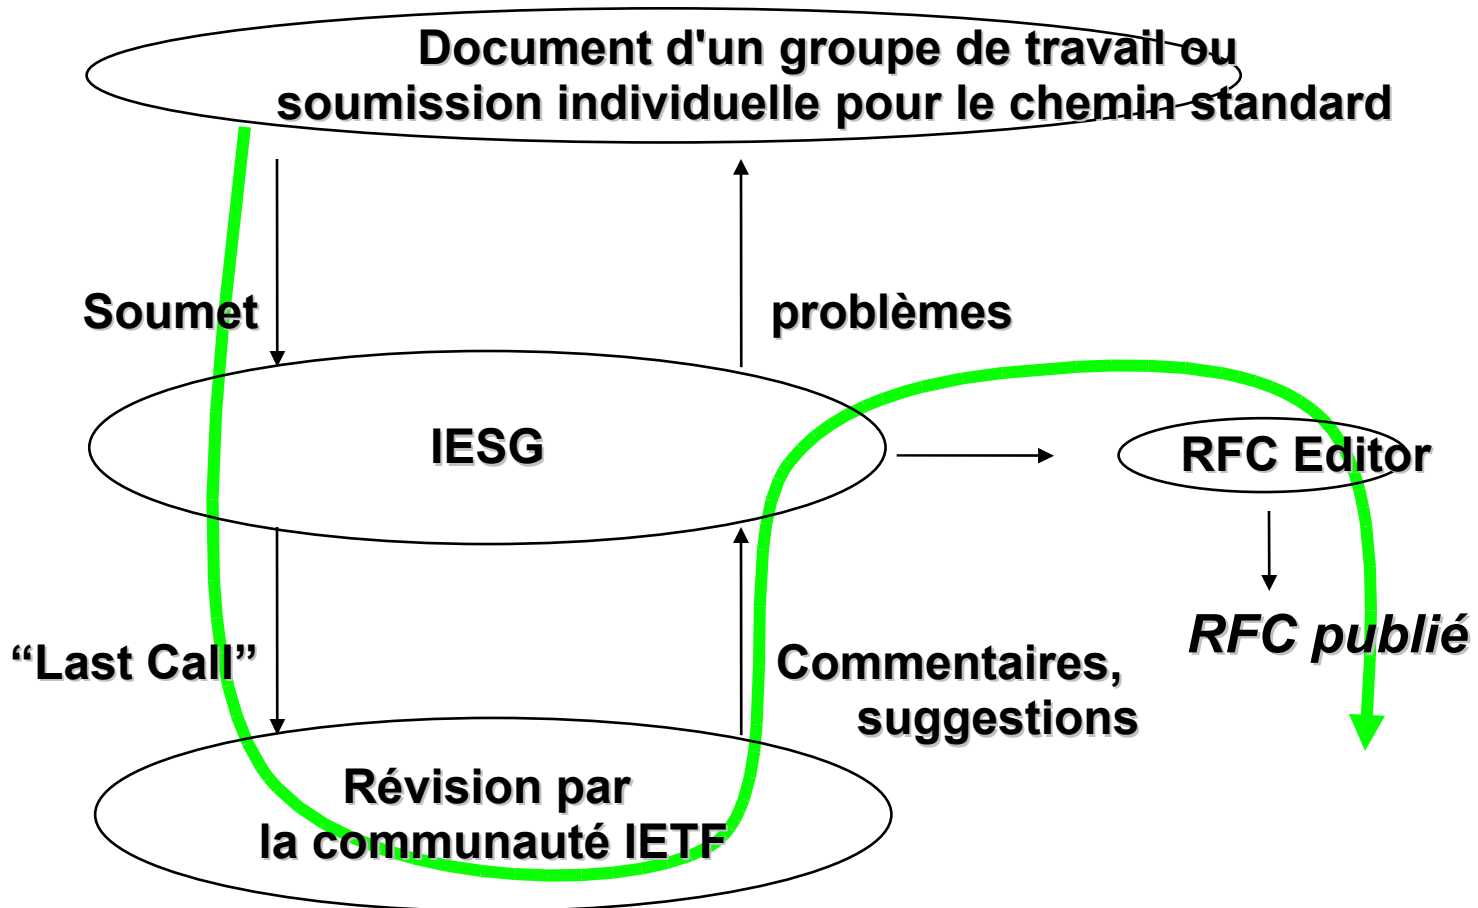 Document d'un groupe de travail ou
soumission individuelle pour le chemin standard
Soumet
problèmes
IESG
RFC Editor
“Last Call”
Commentaires,
suggestions
RFC publié
Révision par
la communauté IETF